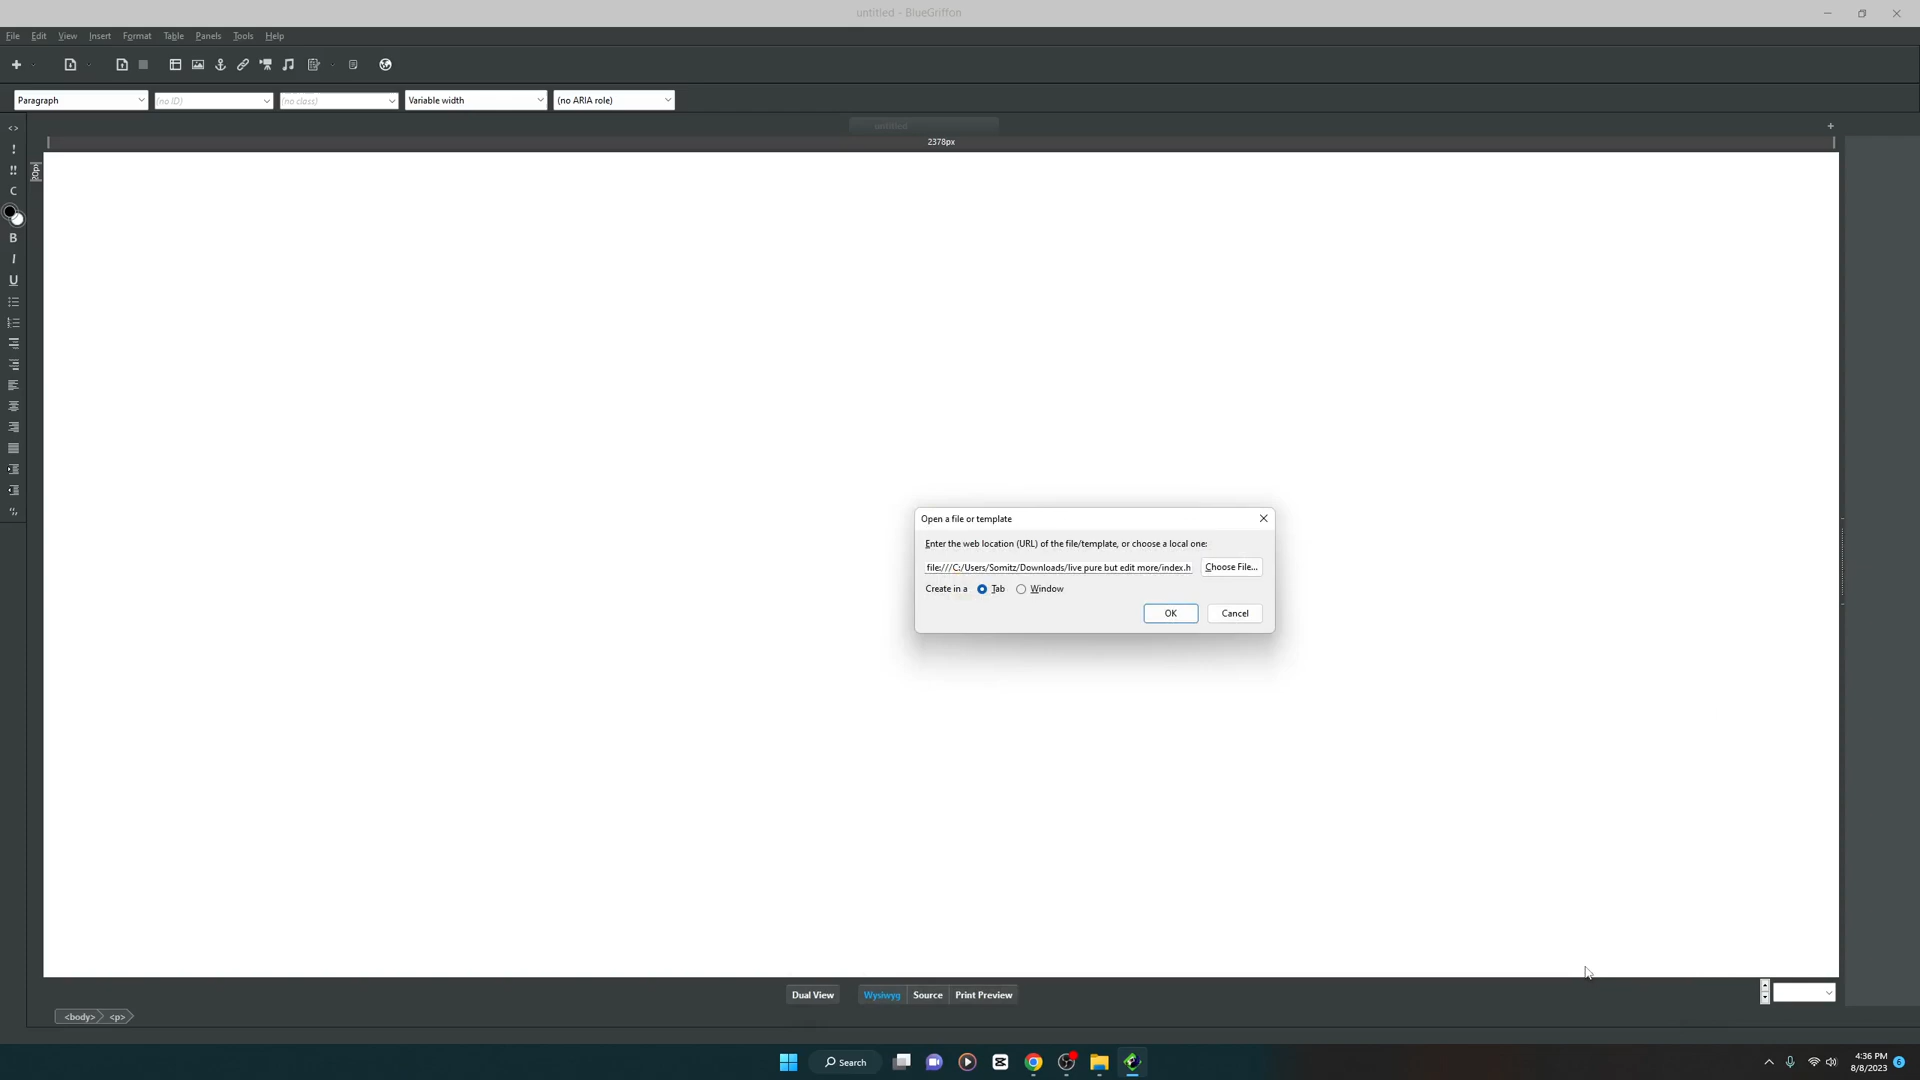 untitled - BlueGriffon
File Edit View Insert Format Table Panels Tools Help
Paragraph (no ID) (no class) Variable width (no ARIA role)
untitled
2378px
20px
C
B
I
U
Open a file or template
Enter the web location (URL) of the file/template, or choose a local one:
file:///C:/Users/Somitz/Downloads/live pure but edit more/index.h Choose File...
Create in a Tab Window
OK Cancel
Dual View Wysiwyg Source Print Preview
<body> <p>
Search
4:36 PM
8/8/2023
6